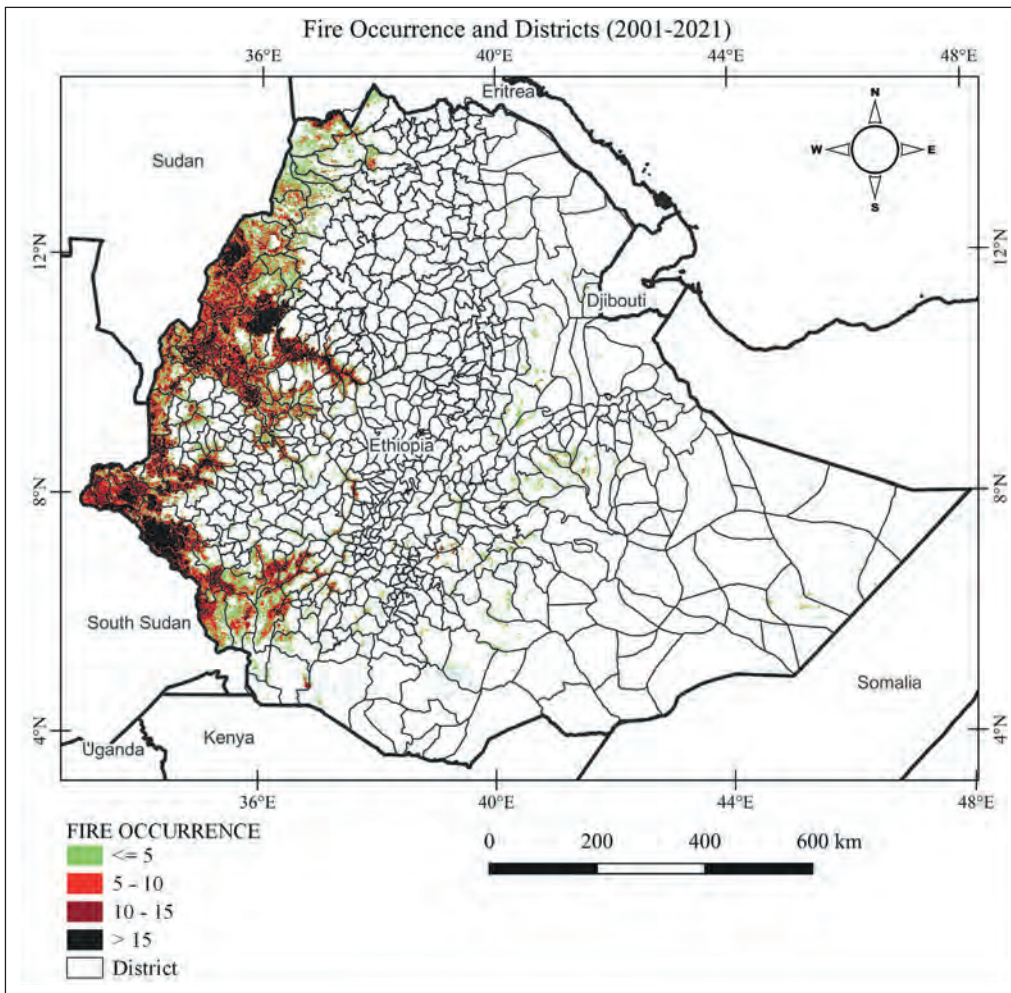 Fire Occurrence and Districts (2001-2021)
36°E 40°E 44°E 48°E
Eritrea
N
W E
S
Sudan
12°N 12°N
Djibouti
Ethiopia
8°N 8°N
South Sudan
Somalia
4°N 4°N
Uganda Kenya
36°E 40°E 44°E 48°E
FIRE OCCURRENCE
<= 5
5 - 10
10 - 15
> 15
District
0 200 400 600 km